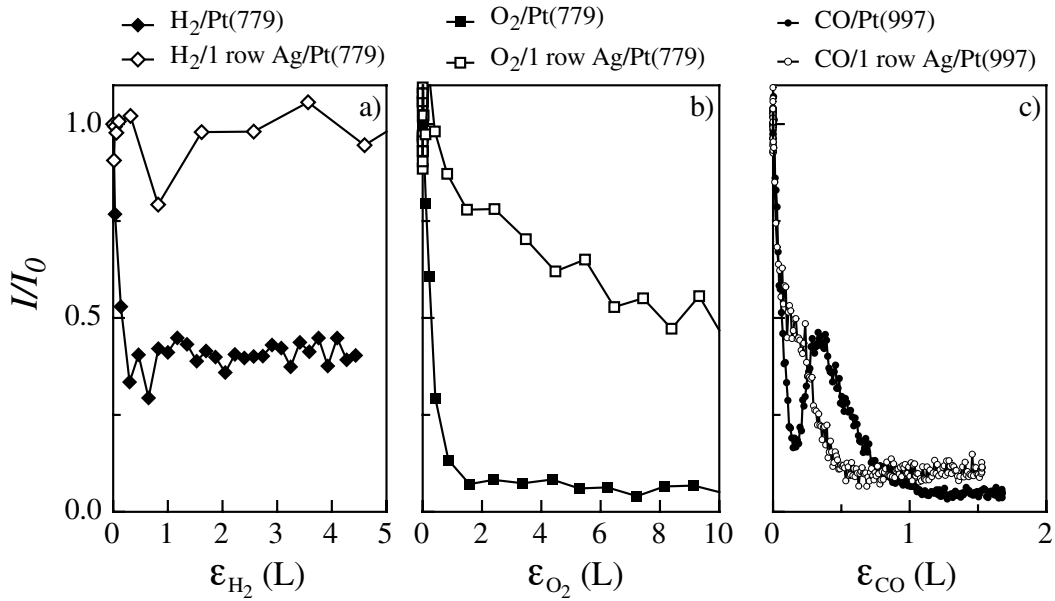 H2/Pt(779)
H2/1 row Ag/Pt(779)
O2/Pt(779)
O2/1 row Ag/Pt(779)
CO/Pt(997)
CO/1 row Ag/Pt(997)
a)
b)
c)
1.0
0.5
0.0
I/I0
0 1 2 3 4 5
0 2 4 6 8 10
0 0.5 1 2
εH2 (L)
εO2 (L)
εCO (L)